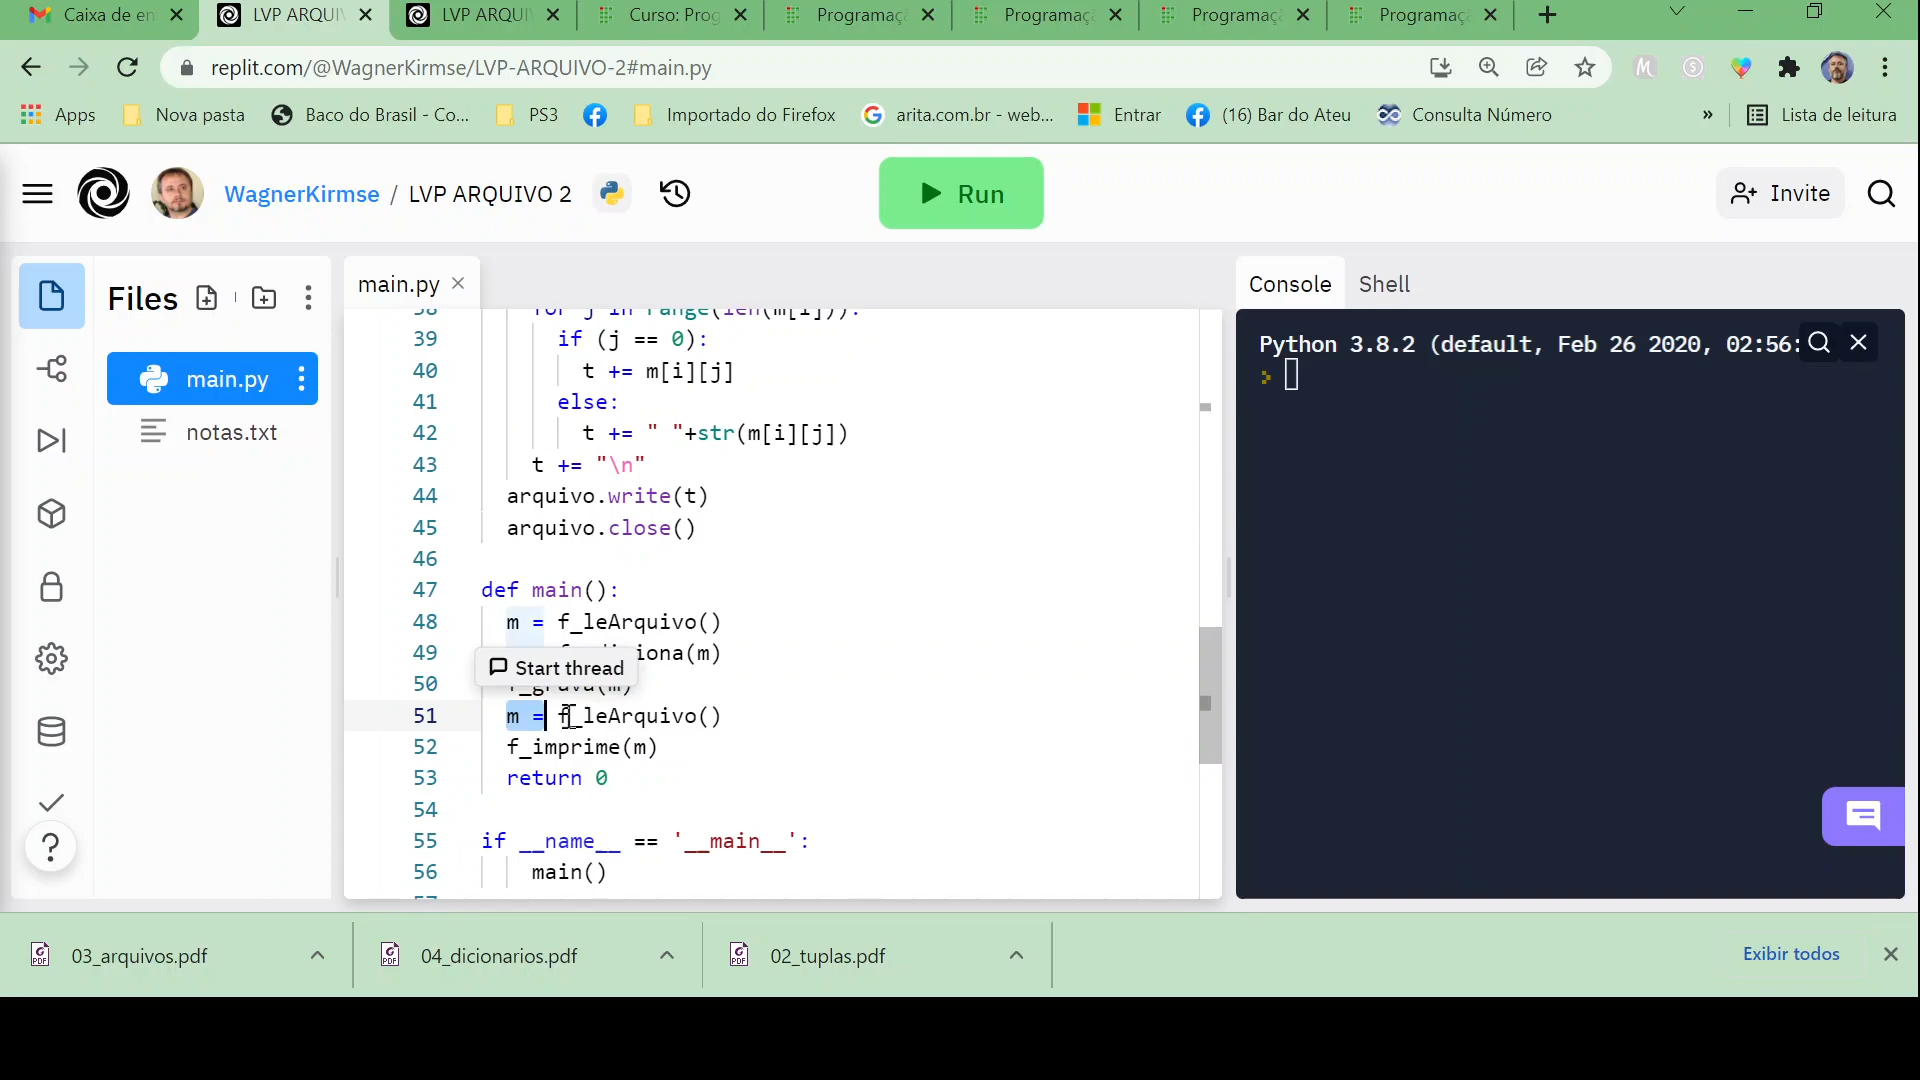 Caixa de en
LVP ARQUI
LVP ARQUI
Curso: Prog
Programaç
Programaç
Programaç
Programaç
replit.com/@WagnerKirmse/LVP-ARQUIVO-2#main.py
Apps
Nova pasta
Baco do Brasil - Co...
PS3
Importado do Firefox
arita.com.br - web...
Entrar
(16) Bar do Ateu
Consulta Número
»
Lista de leitura
WagnerKirmse / LVP ARQUIVO 2
Run
Invite
Files
main.py
notas.txt
main.py
38 for j in range(len(m[i])):
39 if (j == 0):
40 t += m[i][j]
41 else:
42 t += " "+str(m[i][j])
43 t += "\n"
44 arquivo.write(t)
45 arquivo.close()
46
47 def main():
48 m = f_leArquivo()
49 iona(m)
Start thread
50 f_grava(m)
51 m = f_leArquivo()
52 f_imprime(m)
53 return 0
54
55 if __name__ == '__main__':
56 main()
57
Console
Shell
Python 3.8.2 (default, Feb 26 2020, 02:56:
03_arquivos.pdf
04_dicionarios.pdf
02_tuplas.pdf
Exibir todos